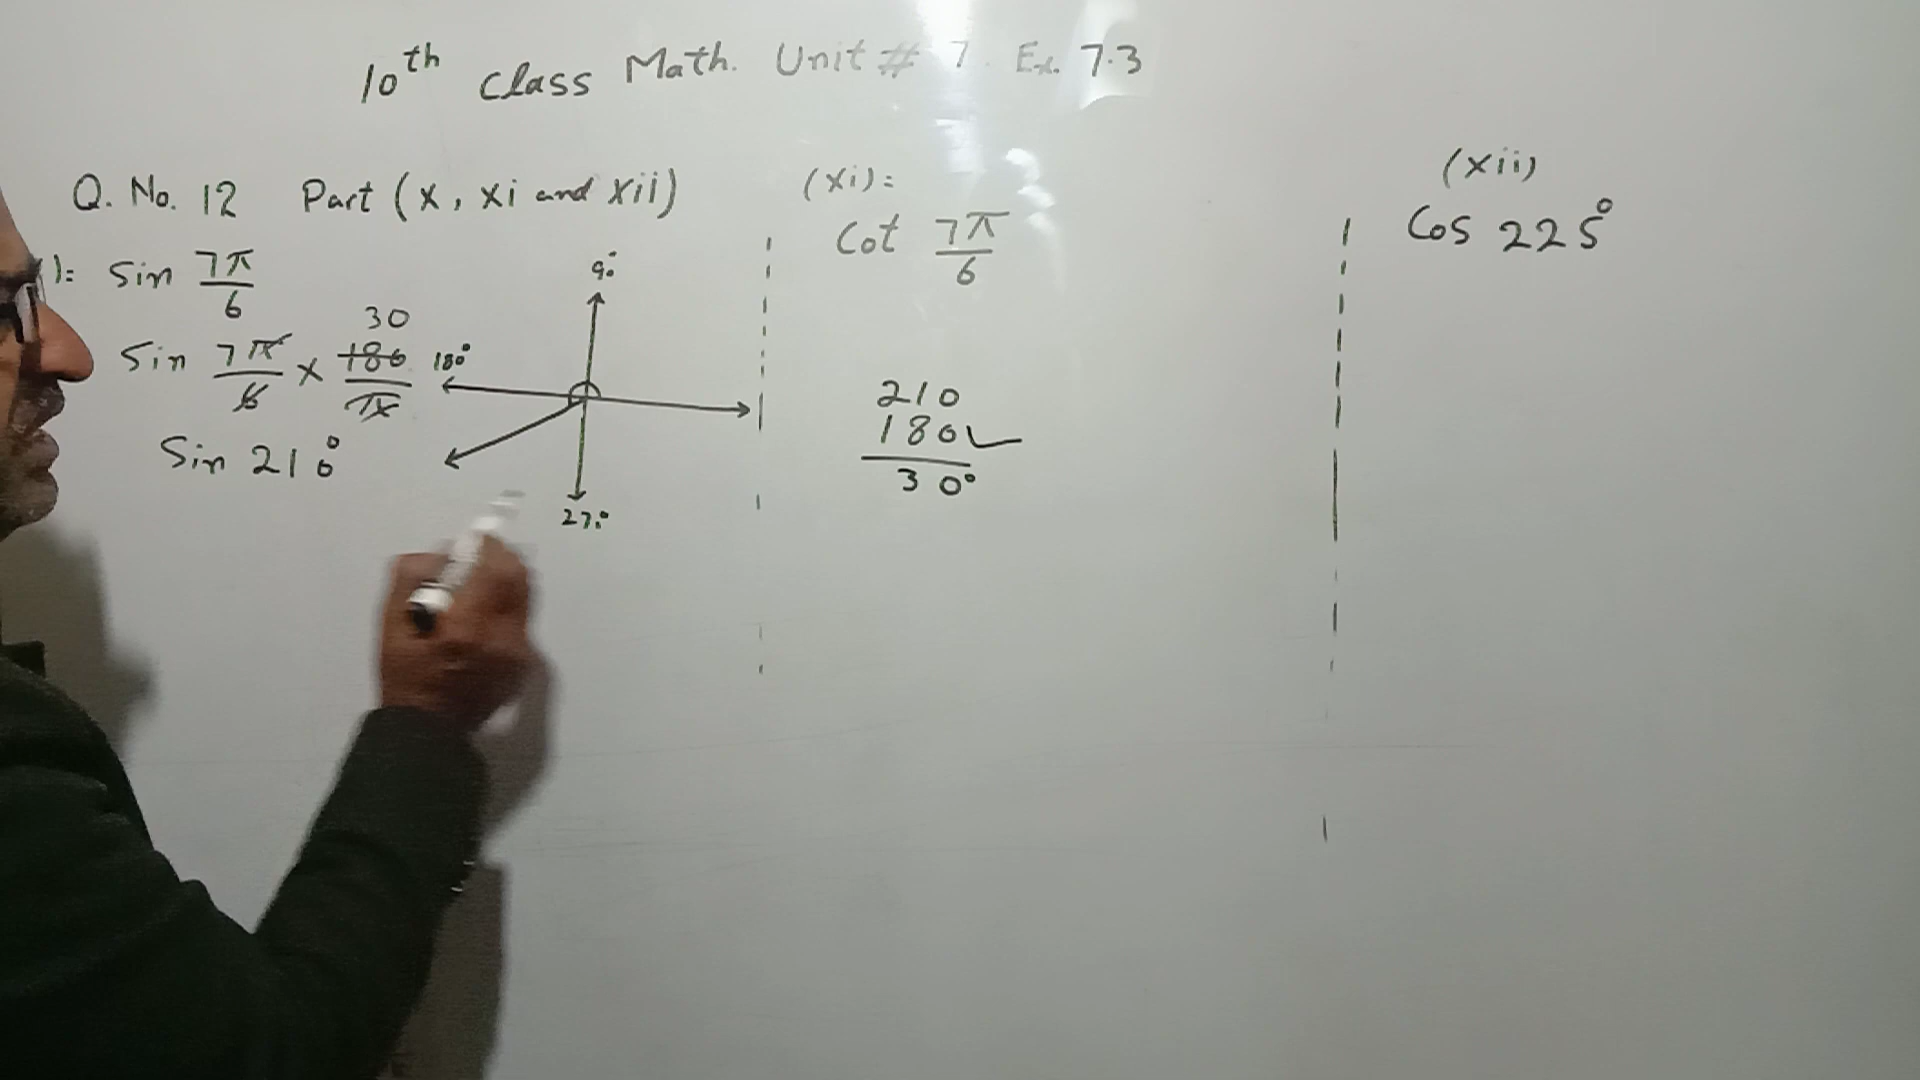 10th class Math. Unit # 7. Ex. 7.3
Q. No. 12 Part (x, xi and xii)
): Sin 7π/6
Sin 7π/6 × 180/π
30
Sin 210°
90°
180°
270°
(xi):
Cot 7π/6
210
180
30°
(xii)
Cos 225°